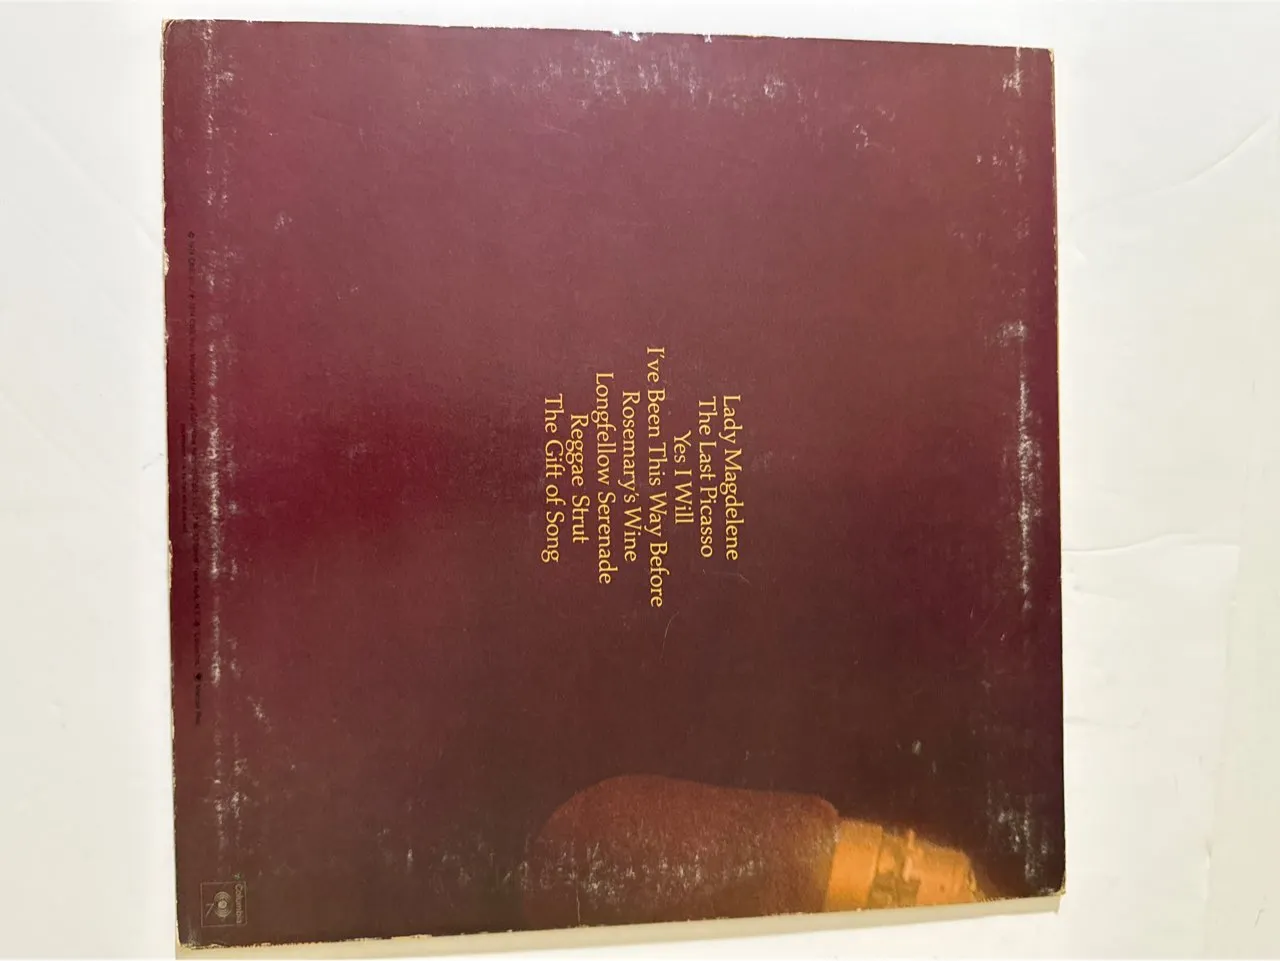 Lady Magdelene
The Last Picasso
Yes I Will
I've Been This Way Before
Rosemary's Wine
Longfellow Serenade
Reggae Strut
The Gift of Song
Columbia